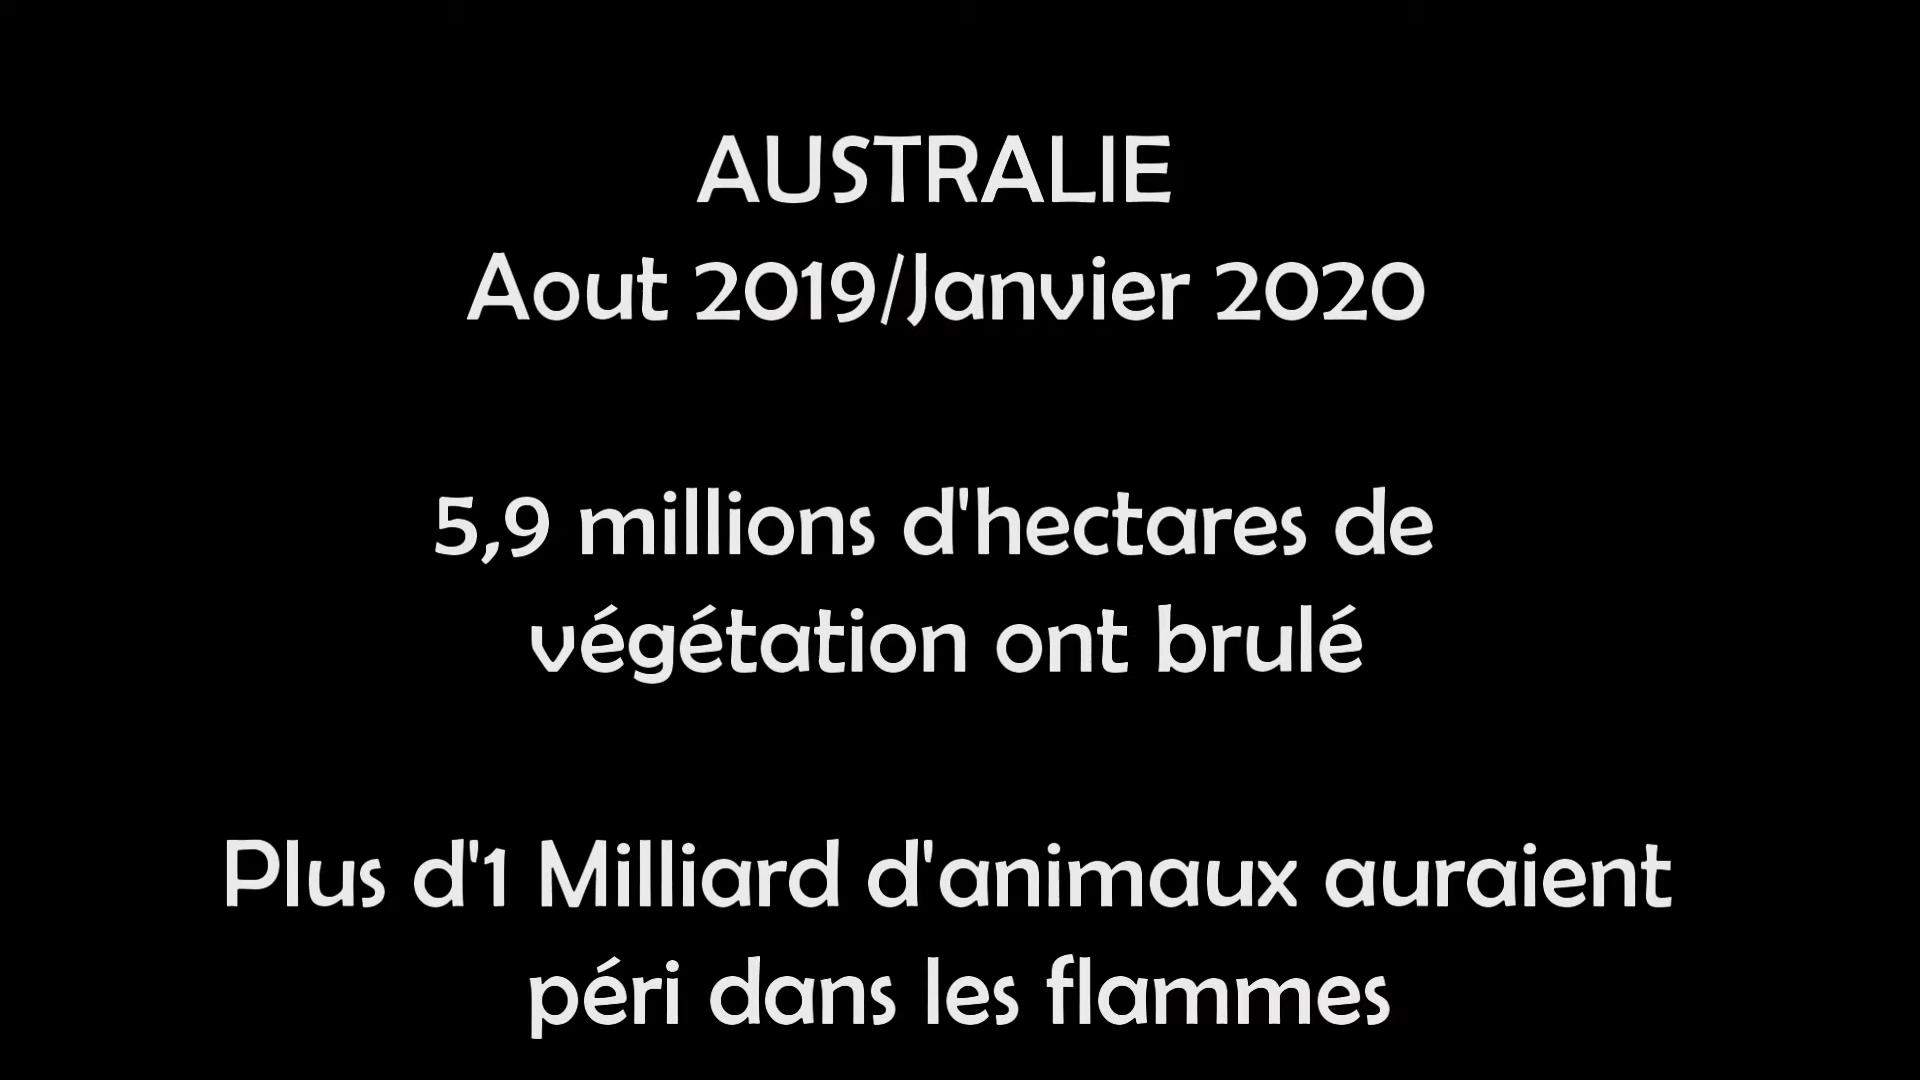 AUSTRALIE
Aout 2019/Janvier 2020
5,9 millions d'hectares de
végétation ont brulé
Plus d'1 Milliard d'animaux auraient
péri dans les flammes